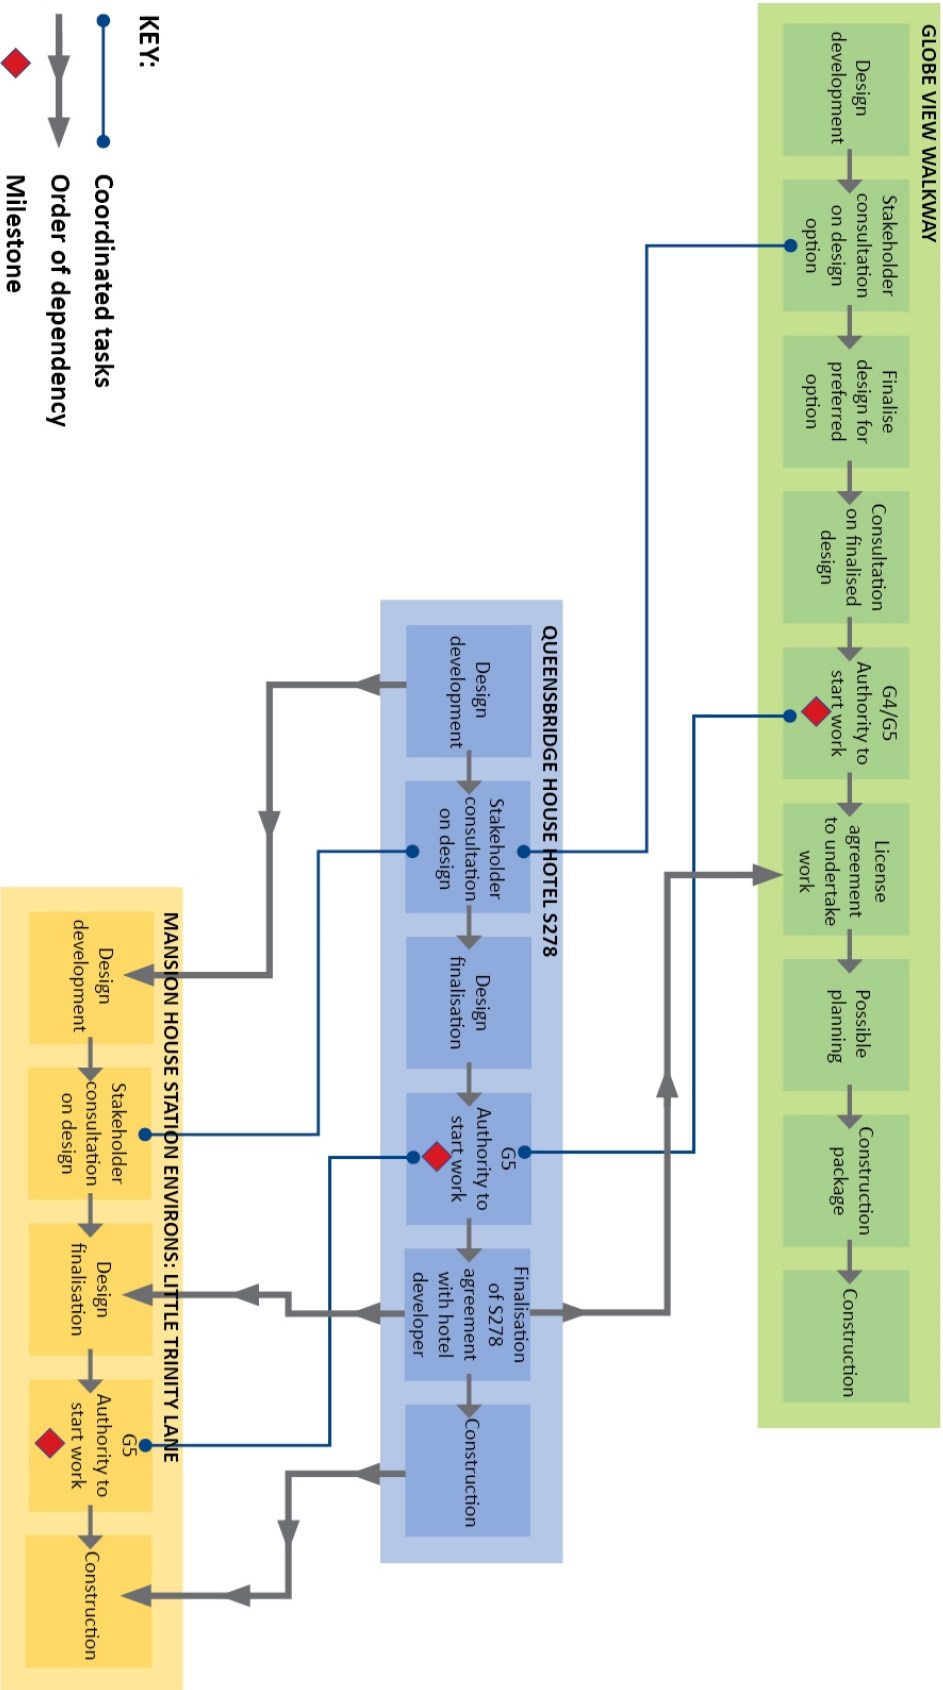 GLOBE VIEW WALKWAY
Design
development
Stakeholder
consultation
on design
option
Finalise
design for
preferred
option
Consultation
on finalised
design
G4/G5
Authority to
start work
License
agreement
to undertake
work
Possible
planning
Construction
package
Construction
QUEENSBRIDGE HOUSE HOTEL S278
Design
development
Stakeholder
consultation
on design
Design
finalisation
G5
Authority to
start work
Finalisation
of S278
agreement
with hotel
developer
Construction
MANSION HOUSE STATION ENVIRONS: LITTLE TRINITY LANE
Design
development
Stakeholder
consultation
on design
Design
finalisation
G5
Authority to
start work
Construction
KEY:
Coordinated tasks
Order of dependency
Milestone